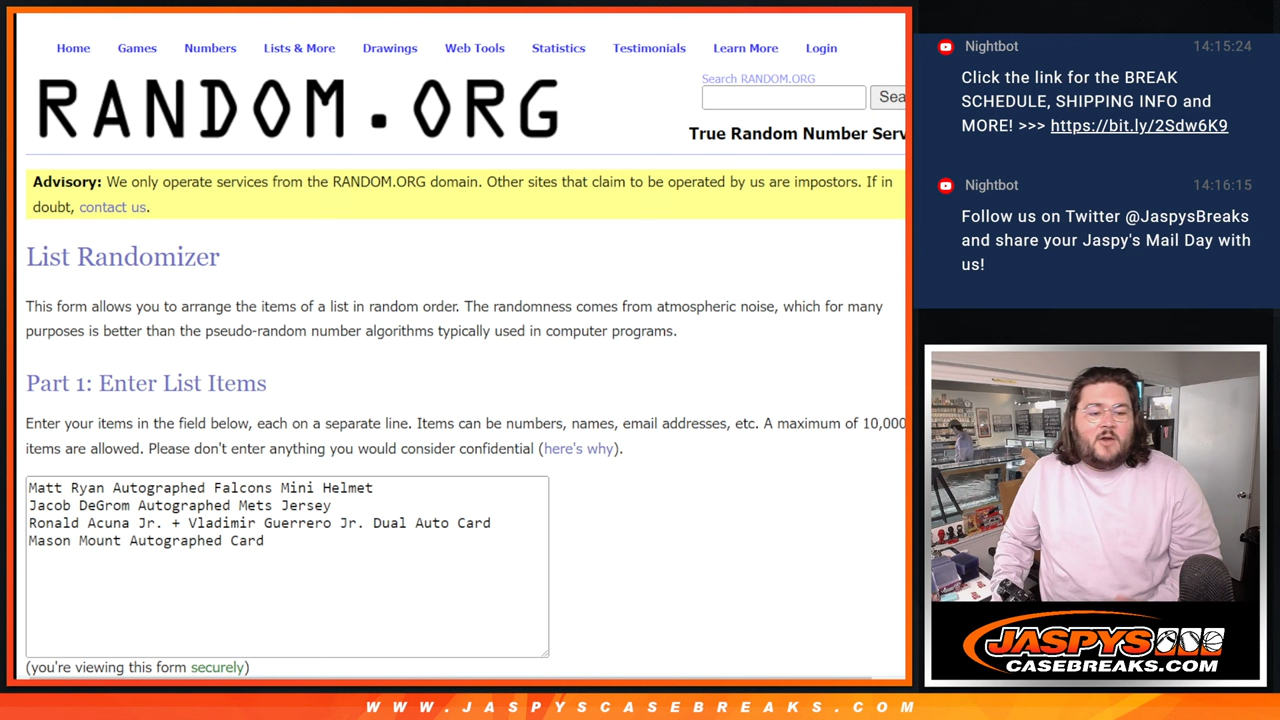 Home Games Numbers Lists & More Drawings Web Tools Statistics Testimonials Learn More Login
RANDOM.ORG
Search RANDOM.ORG
Sea
True Random Number Serv
Advisory: We only operate services from the RANDOM.ORG domain. Other sites that claim to be operated by us are impostors. If in
doubt, contact us.
List Randomizer
This form allows you to arrange the items of a list in random order. The randomness comes from atmospheric noise, which for many
purposes is better than the pseudo-random number algorithms typically used in computer programs.
Part 1: Enter List Items
Enter your items in the field below, each on a separate line. Items can be numbers, names, email addresses, etc. A maximum of 10,000
items are allowed. Please don't enter anything you would consider confidential (here's why).
Matt Ryan Autographed Falcons Mini Helmet
Jacob DeGrom Autographed Mets Jersey
Ronald Acuna Jr. + Vladimir Guerrero Jr. Dual Auto Card
Mason Mount Autographed Card
(you're viewing this form securely)
Nightbot 14:15:24
Click the link for the BREAK
SCHEDULE, SHIPPING INFO and
MORE! >>> https://bit.ly/2Sdw6K9
Nightbot 14:16:15
Follow us on Twitter @JaspysBreaks
and share your Jaspy's Mail Day with
us!
JASPYS
CASEBREAKS.COM
WWW.JASPYSCASEBREAKS.COM